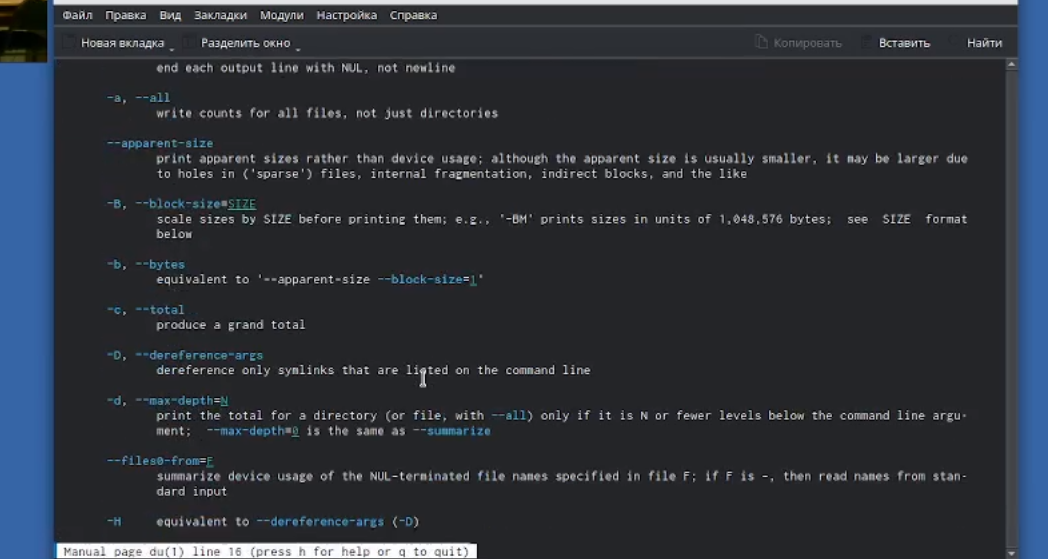 Файл Правка Вид Закладки Модули Настройка Справка
Новая вкладка Разделить окно Копировать Вставить Найти
end each output line with NUL, not newline
-a, --all
write counts for all files, not just directories
--apparent-size
print apparent sizes rather than device usage; although the apparent size is usually smaller, it may be larger due
to holes in ('sparse') files, internal fragmentation, indirect blocks, and the like
-B, --block-size=SIZE
scale sizes by SIZE before printing them; e.g., '-BM' prints sizes in units of 1,048,576 bytes; see SIZE format
below
-b, --bytes
equivalent to '--apparent-size --block-size=1'
-c, --total
produce a grand total
-D, --dereference-args
dereference only symlinks that are listed on the command line
-d, --max-depth=N
print the total for a directory (or file, with --all) only if it is N or fewer levels below the command line argu-
ment; --max-depth=0 is the same as --summarize
--files0-from=F
summarize device usage of the NUL-terminated file names specified in file F; if F is -, then read names from stan-
dard input
-H equivalent to --dereference-args (-D)
Manual page du(1) line 16 (press h for help or q to quit)